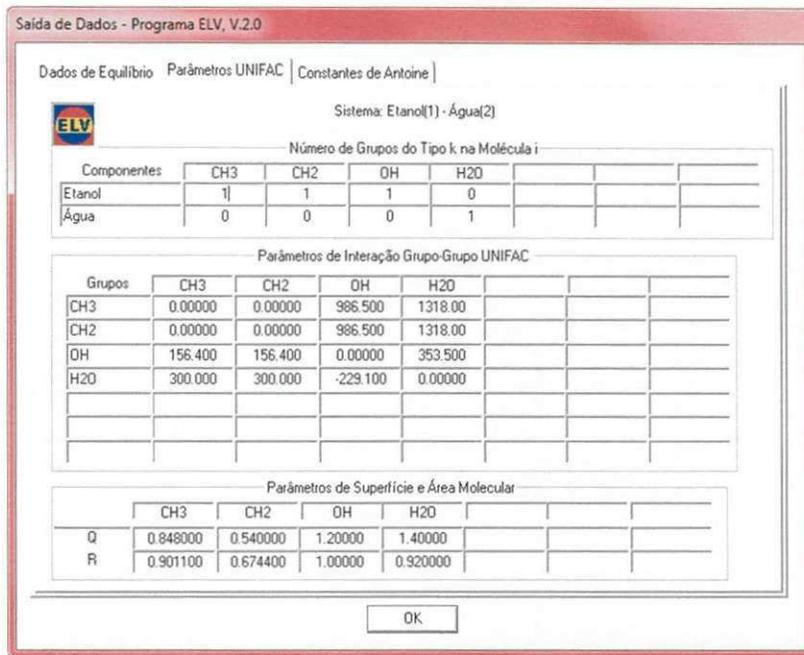 Saída de Dados - Programa ELV, V.2.0
Dados de Equilíbrio Parâmetros UNIFAC Constantes de Antoine
ELV
Sistema: Etanol(1) - Água(2)
Número de Grupos do Tipo k na Molécula i
Componentes CH3 CH2 OH H2O
Etanol 1 1 1 0
Água 0 0 0 1
Parâmetros de Interação Grupo-Grupo UNIFAC
Grupos CH3 CH2 OH H2O
CH3 0.00000 0.00000 986.500 1318.00
CH2 0.00000 0.00000 986.500 1318.00
OH 156.400 156.400 0.00000 353.500
H2O 300.000 300.000 -229.100 0.00000
Parâmetros de Superfície e Área Molecular
CH3 CH2 OH H2O
Q 0.848000 0.540000 1.20000 1.40000
R 0.901100 0.674400 1.00000 0.920000
OK